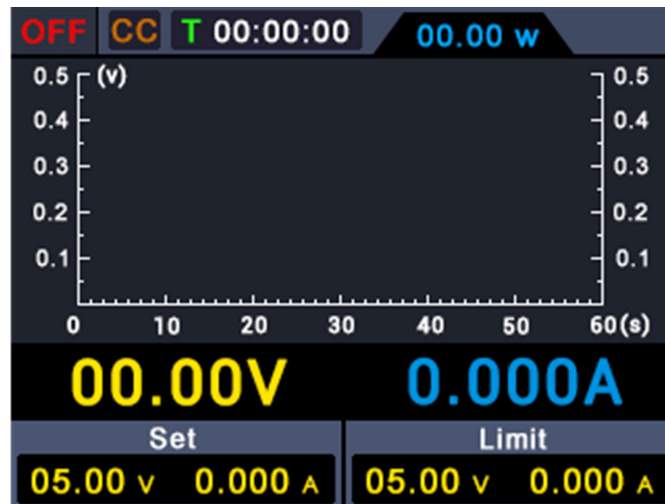 OFF CC T 00:00:00 00.00 w
0.5 (v) 0.5
0.4 0.4
0.3 0.3
0.2 0.2
0.1 0.1
0 10 20 30 40 50 60(s)
00.00V 0.000A
Set Limit
05.00 V 0.000 A 05.00 V 0.000 A